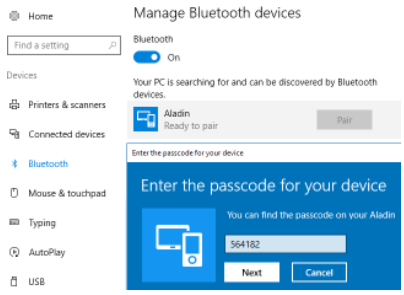 Home
Find a setting
Devices
Printers & scanners
Connected devices
Bluetooth
Mouse & touchpad
Typing
AutoPlay
USB
Manage Bluetooth devices
Bluetooth
On
Your PC is searching for and can be discovered by Bluetooth
devices.
Aladin
Ready to pair
Pair
Enter the passcode for your device
Enter the passcode for your device
You can find the passcode on your Aladin
564182
Next
Cancel